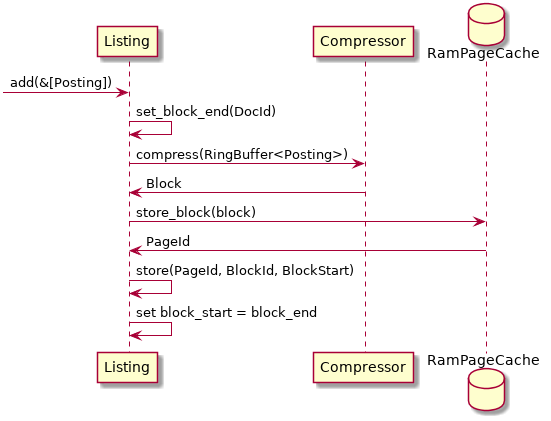 Listing
Compressor
RamPageCache
add(&[Posting])
set_block_end(DocId)
compress(RingBuffer<Posting>)
Block
store_block(block)
PageId
store(PageId, BlockId, BlockStart)
set block_start = block_end
Listing
Compressor
RamPageCache